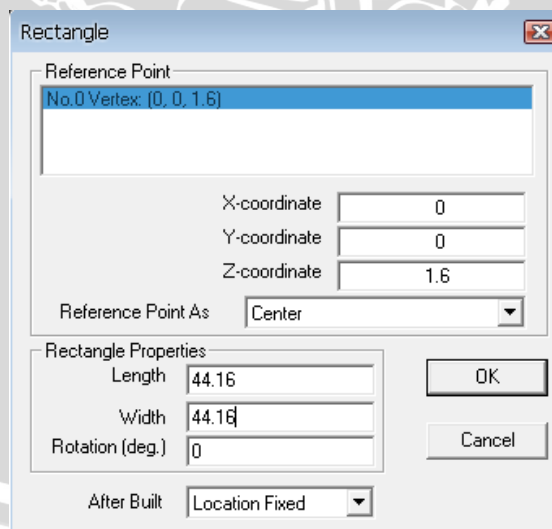 Rectangle
Reference Point
No.0 Vertex: (0, 0, 1.6)
X-coordinate 0
Y-coordinate 0
Z-coordinate 1.6
Reference Point As Center
Rectangle Properties
Length 44.16
OK
Width 44.16
Rotation (deg.) 0
Cancel
After Built Location Fixed